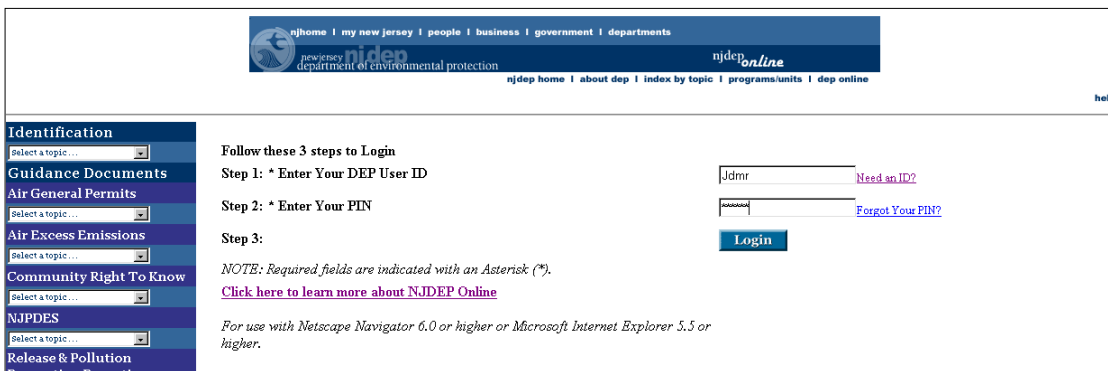 njhome | my new jersey | people | business | government | departments
newjersey njdep
department of environmental protection
njdeponline
njdep home | about dep | index by topic | programs/units | dep online
hel
Identification
Select a topic...
Guidance Documents
Air General Permits
Select a topic...
Air Excess Emissions
Select a topic...
Community Right To Know
Select a topic...
NJPDES
Select a topic...
Release & Pollution
Follow these 3 steps to Login
Step 1: * Enter Your DEP User ID
Jdmr
Need an ID?
Step 2: * Enter Your PIN
Forgot Your PIN?
Step 3:
Login
NOTE: Required fields are indicated with an Asterisk (*).
Click here to learn more about NJDEP Online
For use with Netscape Navigator 6.0 or higher or Microsoft Internet Explorer 5.5 or
higher.